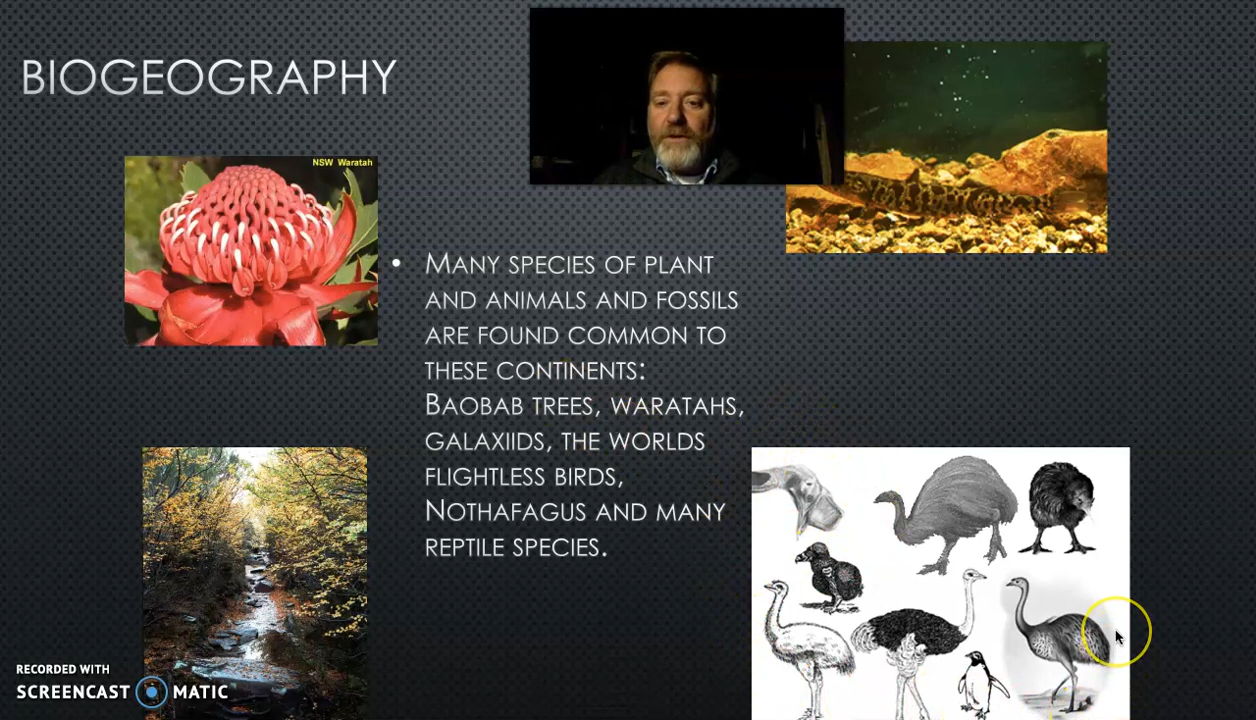 BIOGEOGRAPHY
NSW Waratah
• MANY SPECIES OF PLANT
AND ANIMALS AND FOSSILS
ARE FOUND COMMON TO
THESE CONTINENTS:
BAOBAB TREES, WARATAHS,
GALAXIIDS, THE WORLDS
FLIGHTLESS BIRDS,
NOTHAFAGUS AND MANY
REPTILE SPECIES.
RECORDED WITH
SCREENCAST MATIC